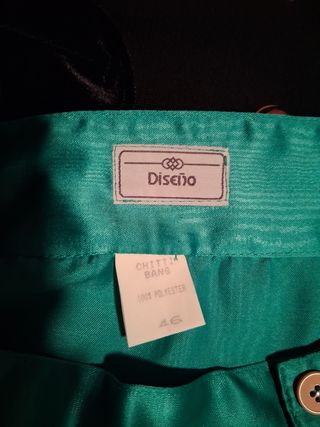 Diseño
CHITTI
BANG
100% POLYESTER
46